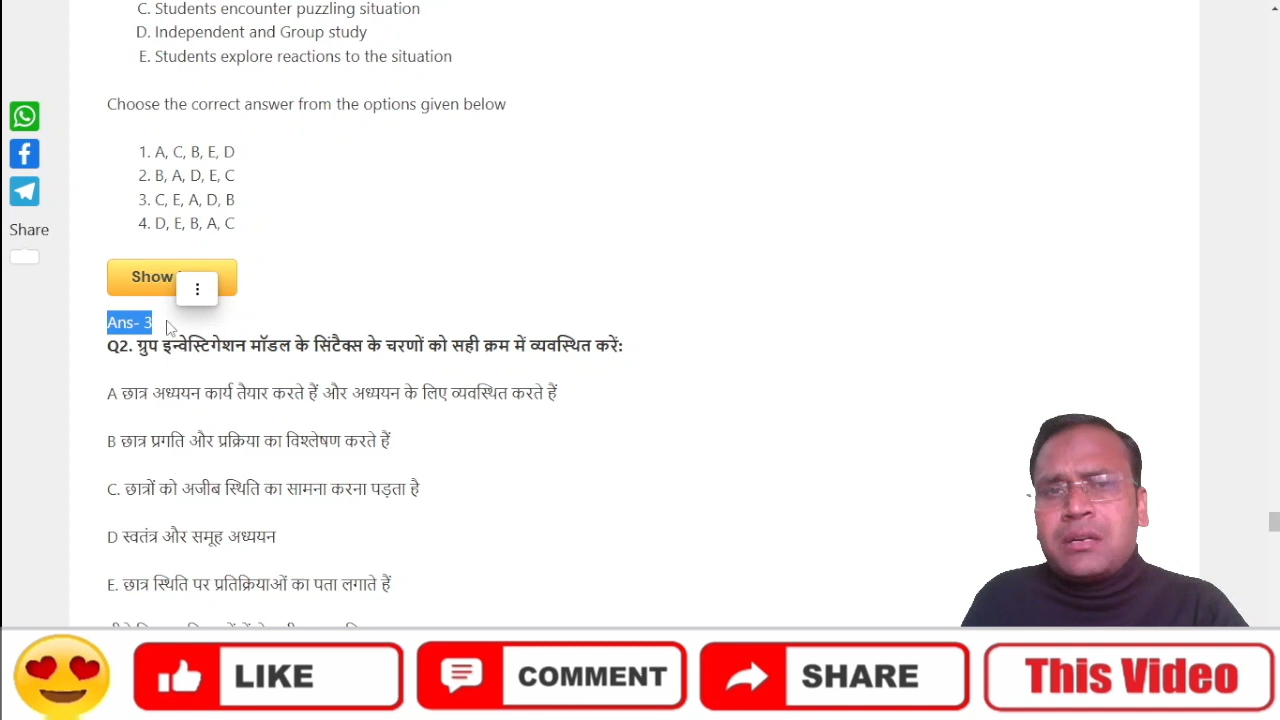 C. Students encounter puzzling situation
D. Independent and Group study
E. Students explore reactions to the situation
Choose the correct answer from the options given below
1. A, C, B, E, D
2. B, A, D, E, C
3. C, E, A, D, B
4. D, E, B, A, C
Share
Show
Ans- 3
Q2. ग्रुप इन्वेस्टिगेशन मॉडल के सिंटैक्स के चरणों को सही क्रम में व्यवस्थित करें:
A छात्र अध्ययन कार्य तैयार करते हैं और अध्ययन के लिए व्यवस्थित करते हैं
B छात्र प्रगति और प्रक्रिया का विश्लेषण करते हैं
C. छात्रों को अजीब स्थिति का सामना करना पड़ता है
D स्वतंत्र और समूह अध्ययन
E. छात्र स्थिति पर प्रतिक्रियाओं का पता लगाते हैं
LIKE COMMENT SHARE This Video